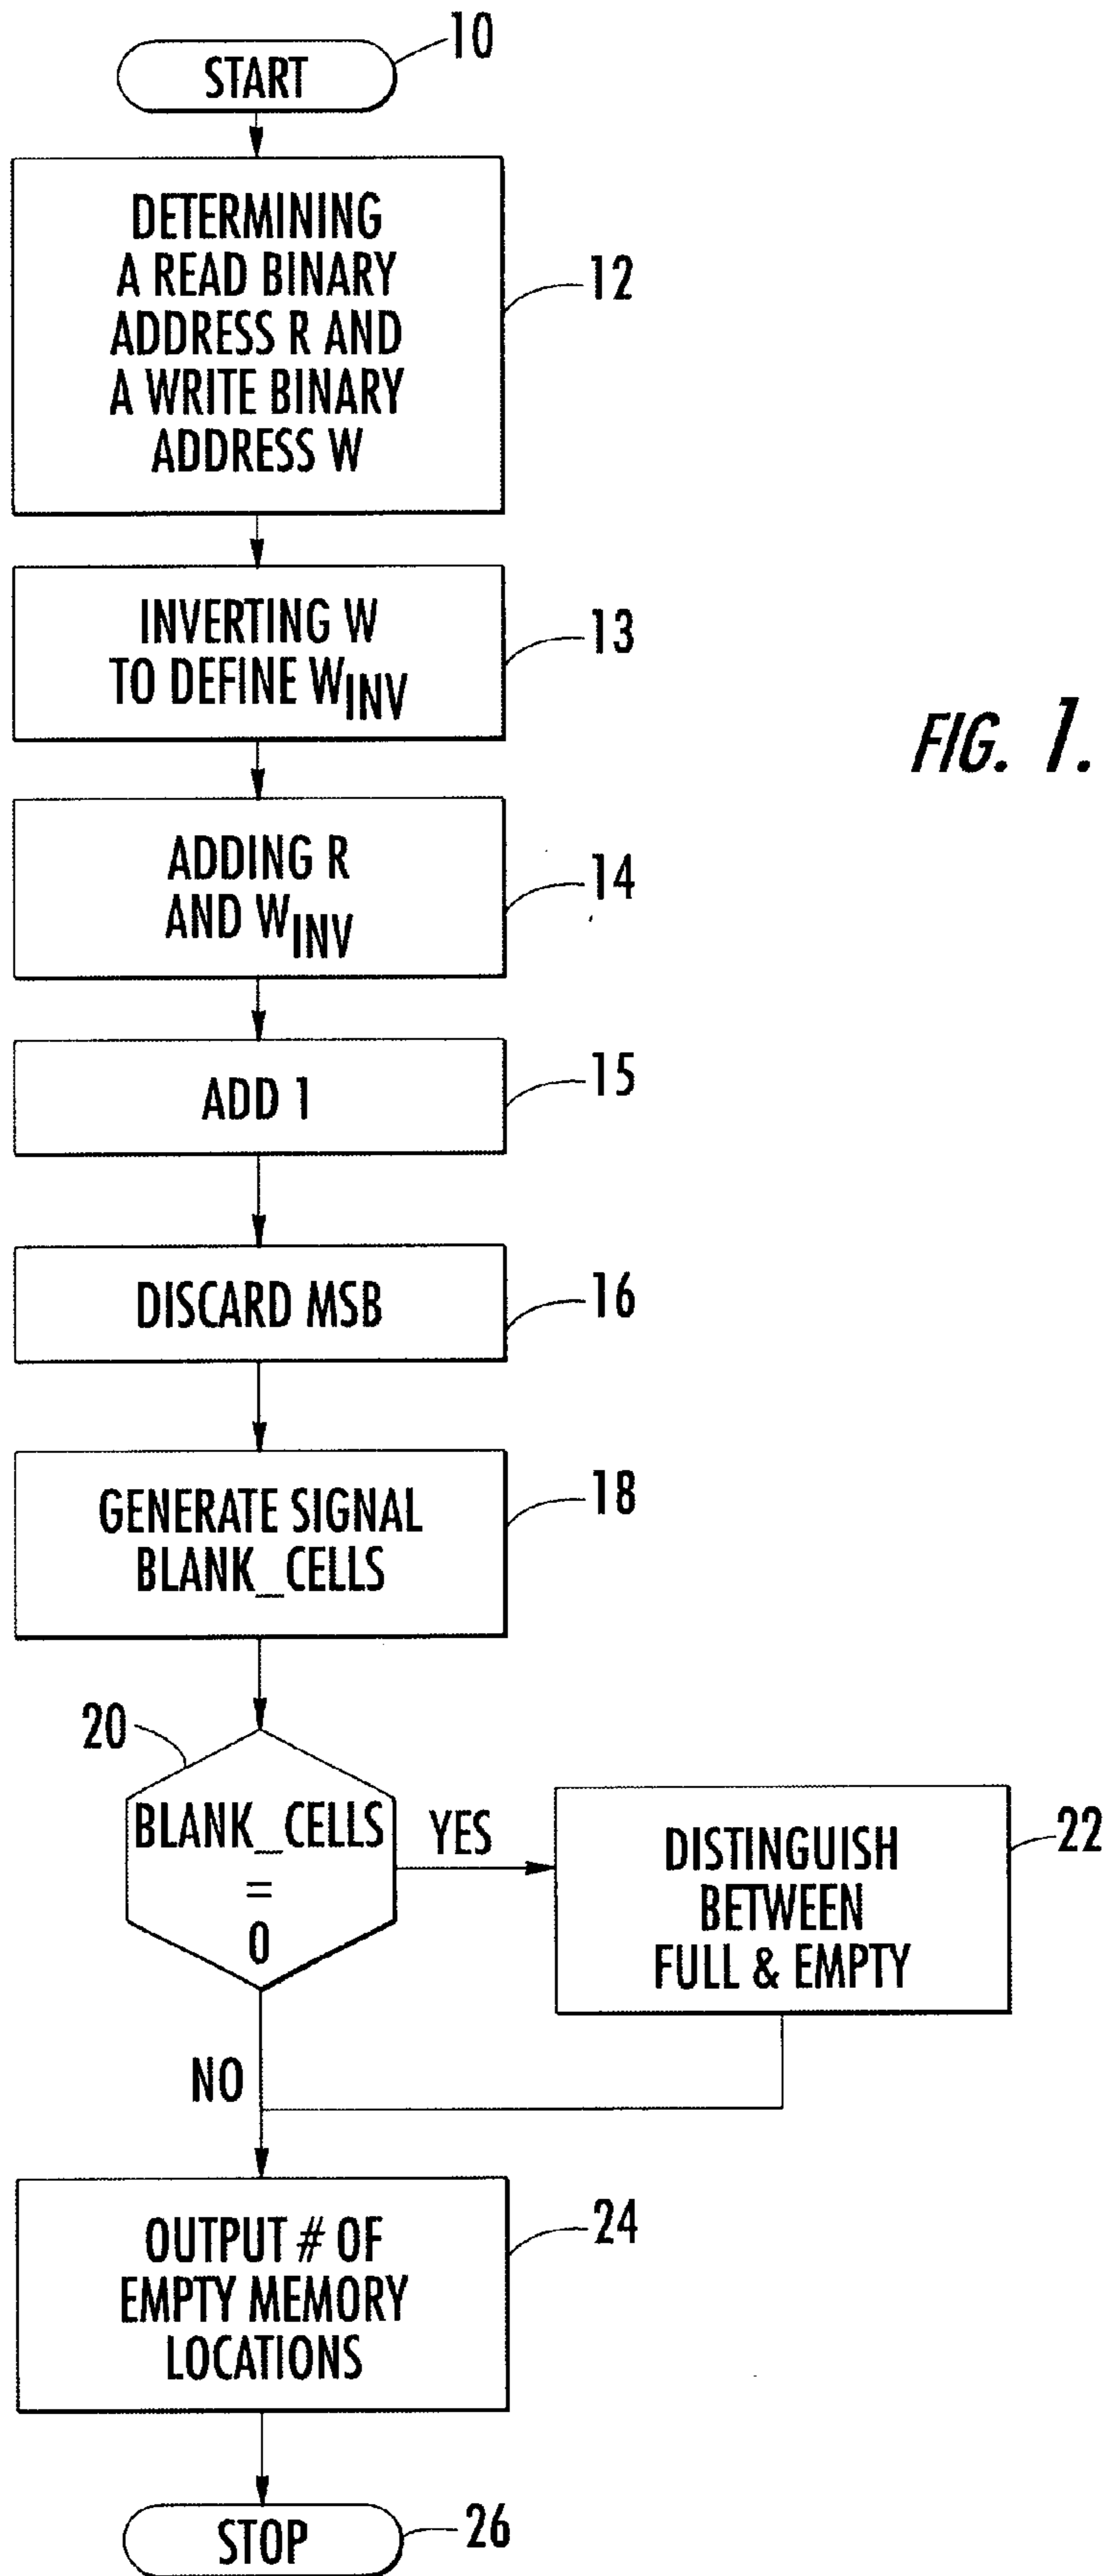 10
START
DETERMINING
A READ BINARY
ADDRESS R AND
A WRITE BINARY
ADDRESS W
12
INVERTING W
TO DEFINE WINV
13
FIG. 1.
ADDING R
AND WINV
14
ADD 1
15
DISCARD MSB
16
GENERATE SIGNAL
BLANK_CELLS
18
20
BLANK_CELLS
=
0
YES
DISTINGUISH
BETWEEN
FULL & EMPTY
22
NO
OUTPUT # OF
EMPTY MEMORY
LOCATIONS
24
STOP
26